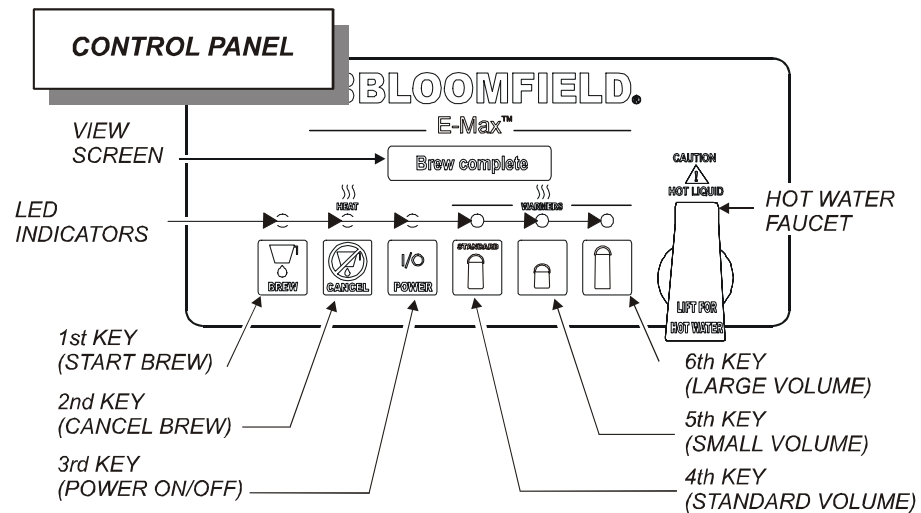 CONTROL PANEL
BBLOOMFIELD®
E-Max™
VIEW
SCREEN
Brew complete
CAUTION
HOT LIQUID
HEAT
WARMERS
LED
INDICATORS
HOT WATER
FAUCET
STANDARD
I/O
BREW
CANCEL
POWER
LIFT FOR
HOT WATER
1st KEY
(START BREW)
2nd KEY
(CANCEL BREW)
3rd KEY
(POWER ON/OFF)
6th KEY
(LARGE VOLUME)
5th KEY
(SMALL VOLUME)
4th KEY
(STANDARD VOLUME)